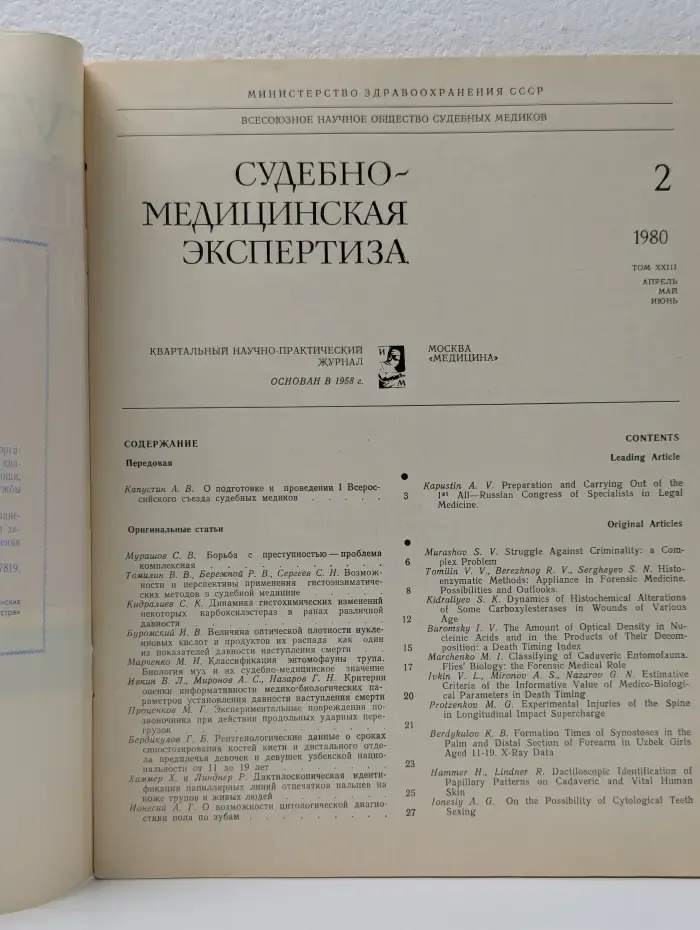 МИНИСТЕРСТВО ЗДРАВООХРАНЕНИЯ СССР
ВСЕСОЮЗНОЕ НАУЧНОЕ ОБЩЕСТВО СУДЕБНЫХ МЕДИКОВ
СУДЕБНО-
МЕДИЦИНСКАЯ
ЭКСПЕРТИЗА
2
1980
ТОМ XXIII
АПРЕЛЬ
МАЙ
ИЮНЬ
КВАРТАЛЬНЫЙ НАУЧНО-ПРАКТИЧЕСКИЙ
ЖУРНАЛ
ОСНОВАН В 1958 г.
И
М
МОСКВА
«МЕДИЦИНА»
СОДЕРЖАНИЕ
Передовая
Капустин А. В. О подготовке и проведении I Всерос-
сийского съезда судебных медиков . . . . . 3
Оригинальные статьи
Мурашов С. В. Борьба с преступностью — проблема
комплексная . . . . . . . . . . 6
Томилин В. В., Бережной Р. В., Сергеев С. Н. Возмож-
ности и перспективы применения гистоэнзиматиче-
ских методов в судебной медицине . . . . . 8
Кидралиев С. К. Динамика гистохимических изменений
некоторых карбоксилэстераз в ранах различной
давности . . . . . . . . . . 12
Буромский И. В. Величина оптической плотности нукле-
иновых кислот и продуктов их распада как один
из показателей давности наступления смерти . . 15
Марченко М. И. Классификация энтомофауны трупа.
Биология мух и их судебно-медицинское значение 17
Ивкин В. Л., Миронов А. С., Назаров Г. Н. Критерии
оценки информативности медико-биологических па-
раметров установления давности наступления смерти 20
Проценков М. Г. Экспериментальные повреждения по-
звоночника при действии продольных ударных пере-
грузок . . . . . . . . . . 21
Бердикулов Г. Б. Рентгенологические данные о сроках
синостозирования костей кисти и дистального отде-
ла предплечья девочек и девушек узбекской нацио-
нальности от 11 до 19 лет . . . . . . 23
Хаммер Х. и Линднер Р. Дактилоскопическая иденти-
фикация папиллярных линий отпечатков пальцев на
коже трупов и живых людей . . . . . . 25
Ионесий А. Г. О возможности цитологической диагно-
стики пола по зубам . . . . . . . . 27
CONTENTS
Leading Article
Kapustin A. V. Preparation and Carrying Out of the
1st All—Russian Congress of Specialists in Legal
Medicine.
Original Articles
Murashov S. V. Struggle Against Criminality: a Com-
plex Problem
Tomilin V. V., Berezhnoy R. V., Sergheyev S. N. Histo-
enzymatic Methods: Appliance in Forensic Medicine.
Possibilities and Outlooks.
Kidraliyev S. K. Dynamics of Histochemical Alterations
of Some Carboxylesterases in Wounds of Various
Age
Buromsky I. V. The Amount of Optical Density in Nu-
cleinic Acids and in the Products of Their Decom-
position: a Death Timing Index
Marchenko M. I. Classifying of Cadaveric Entomofauna.
Flies' Biology: the Forensic Medical Role
Ivkin V. L., Mironov A. S., Nazarov G. N. Estimative
Criteria of the Informative Value of Medico-Biologi-
cal Parameters in Death Timing
Protzenkov M. G. Experimental Injuries of the Spine
in Longitudinal Impact Supercharge
Berdykulov K. B. Formation Times of Synostoses in the
Palm and Distal Section of Forearm in Uzbek Girls
Aged 11-19. X-Ray Data
Hammer H., Lindner R. Dactiloscopic Identification of
Papillary Patterns on Cadaveric and Vital Human
Skin
Ionesiy A. G. On the Possibility of Cytological Teeth
Sexing